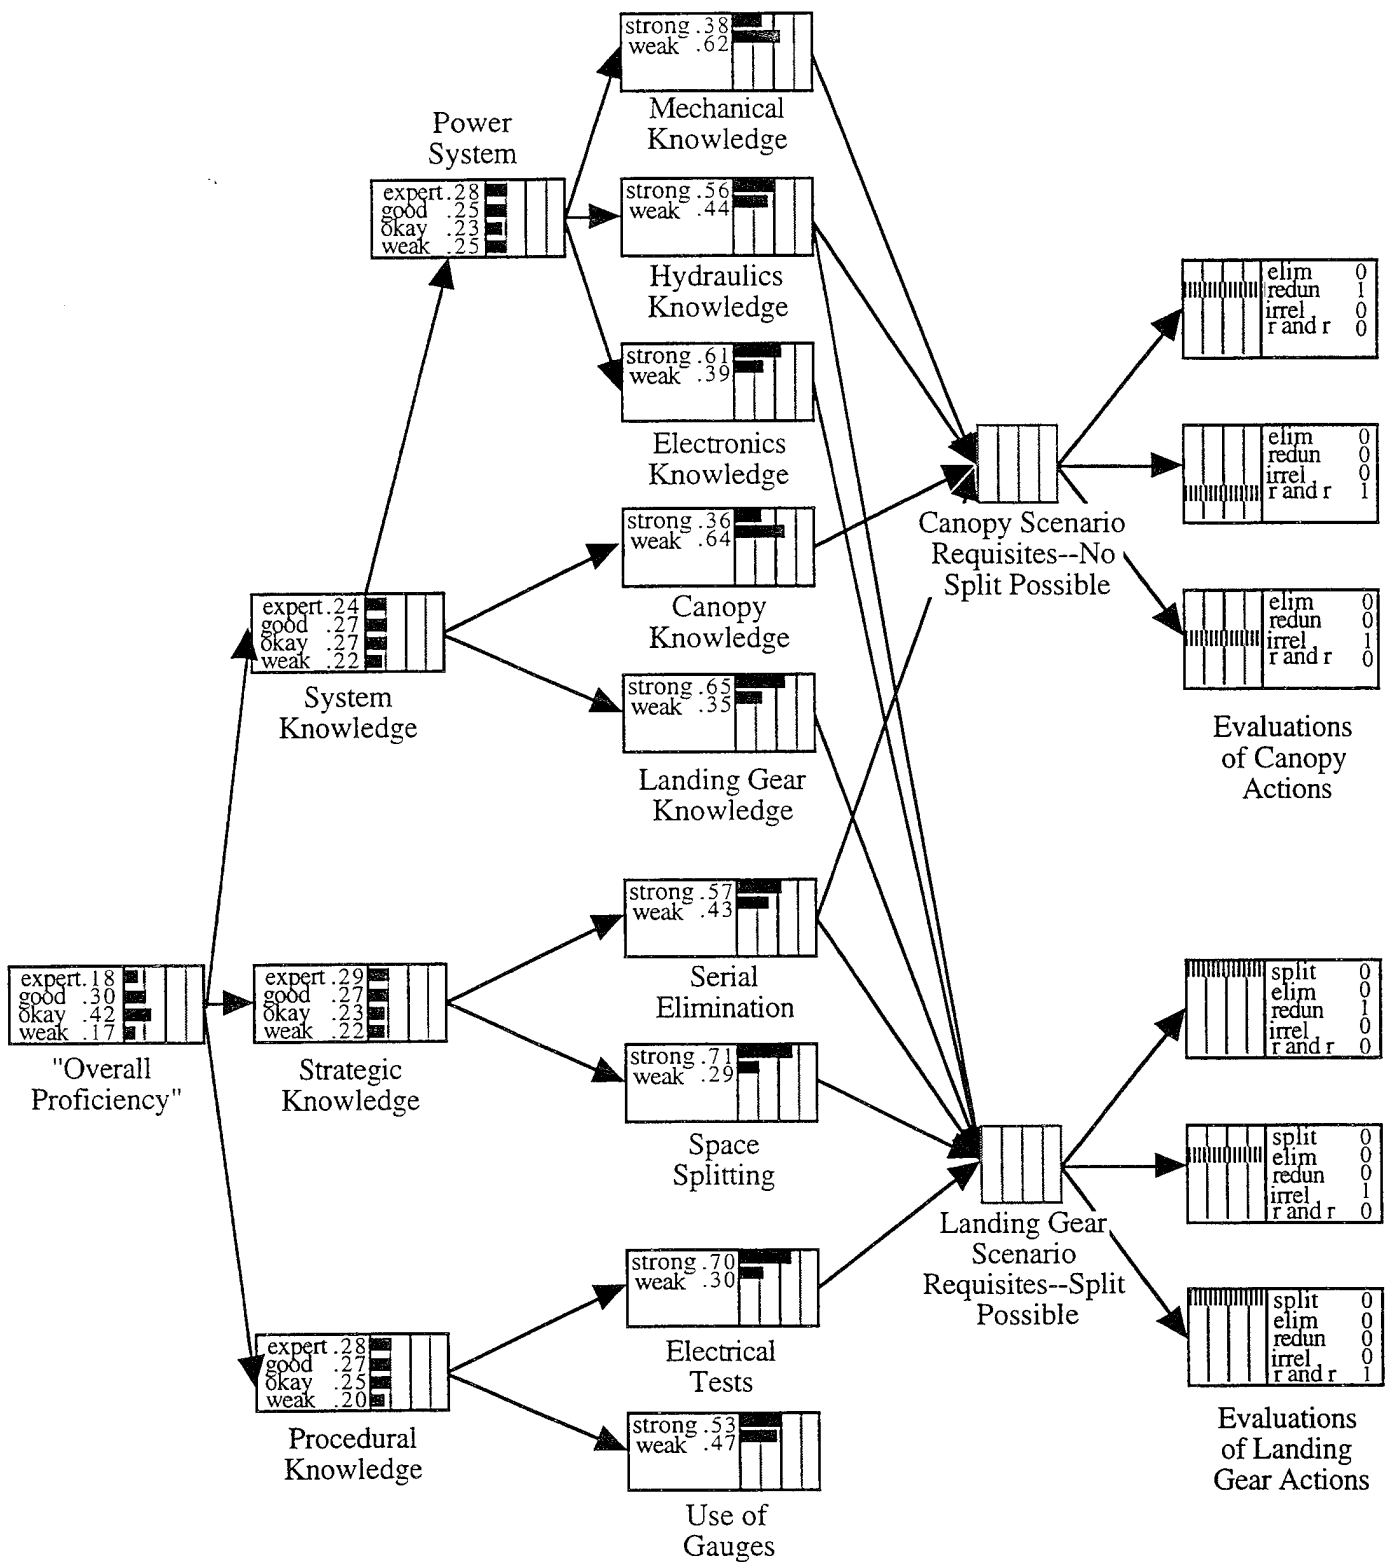 strong .38
weak .62
Mechanical
Knowledge
Power
System
expert .28
good .25
okay .23
weak .25
strong .56
weak .44
Hydraulics
Knowledge
strong .61
weak .39
Electronics
Knowledge
strong .36
weak .64
Canopy
Knowledge
expert .24
good .27
okay .27
weak .22
System
Knowledge
strong .65
weak .35
Landing Gear
Knowledge
strong .57
weak .43
Serial
Elimination
expert .18
good .30
okay .42
weak .17
"Overall
Proficiency"
expert .29
good .27
okay .23
weak .22
Strategic
Knowledge
strong .71
weak .29
Space
Splitting
strong .70
weak .30
Electrical
Tests
expert .28
good .27
okay .25
weak .20
Procedural
Knowledge
strong .53
weak .47
Use of
Gauges
Canopy Scenario
Requisites--No
Split Possible
elim 0
redun 1
irrel 0
r and r 0
elim 0
redun 0
irrel 0
r and r 1
elim 0
redun 0
irrel 1
r and r 0
Evaluations
of Canopy
Actions
Landing Gear
Scenario
Requisites--Split
Possible
split 0
elim 0
redun 1
irrel 0
r and r 0
split 0
elim 0
redun 0
irrel 1
r and r 0
split 0
elim 0
redun 0
irrel 0
r and r 1
Evaluations
of Landing
Gear Actions